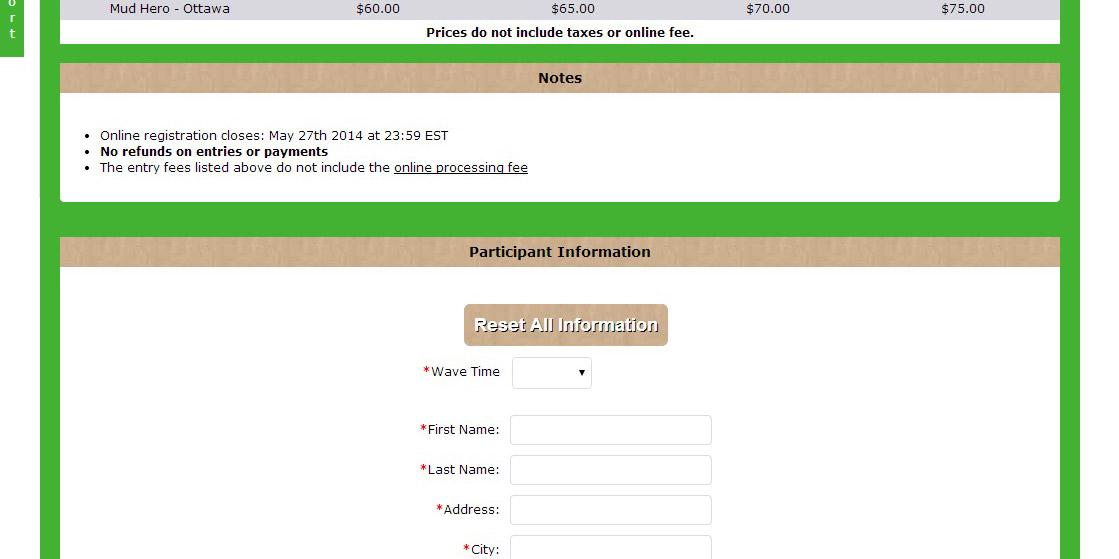 o
r
t
Mud Hero - Ottawa $60.00 $65.00 $70.00 $75.00
Prices do not include taxes or online fee.
Notes
• Online registration closes: May 27th 2014 at 23:59 EST
• No refunds on entries or payments
• The entry fees listed above do not include the online processing fee
Participant Information
Reset All Information
*Wave Time
*First Name:
*Last Name:
*Address:
*City: